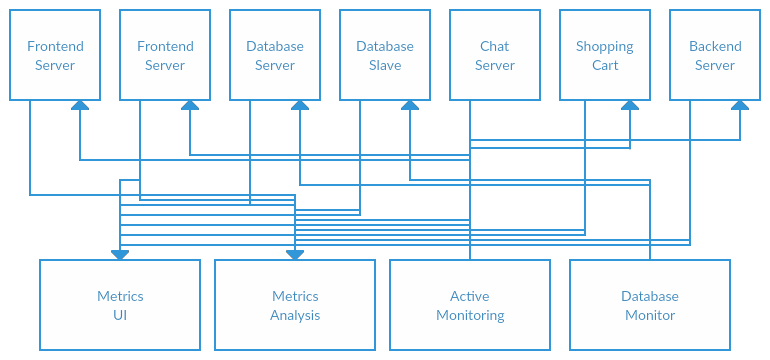 Frontend
Server
Frontend
Server
Database
Server
Database
Slave
Chat
Server
Shopping
Cart
Backend
Server
Metrics
UI
Metrics
Analysis
Active
Monitoring
Database
Monitor